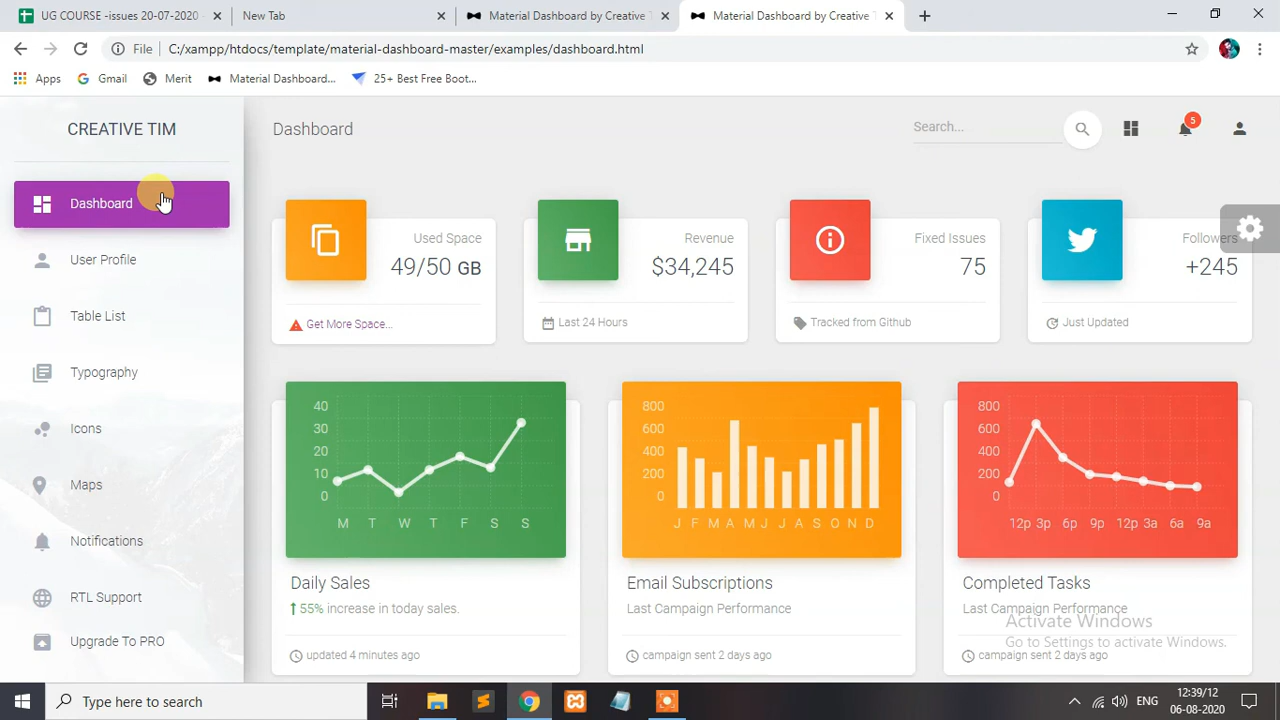 UG COURSE -issues 20-07-2020 -
New Tab
Material Dashboard by Creative T
Material Dashboard by Creative T
File
C:/xampp/htdocs/template/material-dashboard-master/examples/dashboard.html
Apps
Gmail
Merit
Material Dashboard...
25+ Best Free Boot...
CREATIVE TIM
Dashboard
Search...
5
Dashboard
User Profile
Table List
Typography
Icons
Maps
Notifications
RTL Support
Upgrade To PRO
Used Space
49/50 GB
Get More Space...
Revenue
$34,245
Last 24 Hours
Fixed Issues
75
Tracked from Github
Followers
+245
Just Updated
40
30
20
10
0
M T W T F S S
Daily Sales
55% increase in today sales.
updated 4 minutes ago
800
600
400
200
0
J F M A M J J A S O N D
Email Subscriptions
Last Campaign Performance
campaign sent 2 days ago
800
600
400
200
0
12p 3p 6p 9p 12p 3a 6a 9a
Completed Tasks
Last Campaign Performance
campaign sent 2 days ago
Activate Windows
Go to Settings to activate Windows.
Type here to search
ENG
12:39/12
06-08-2020